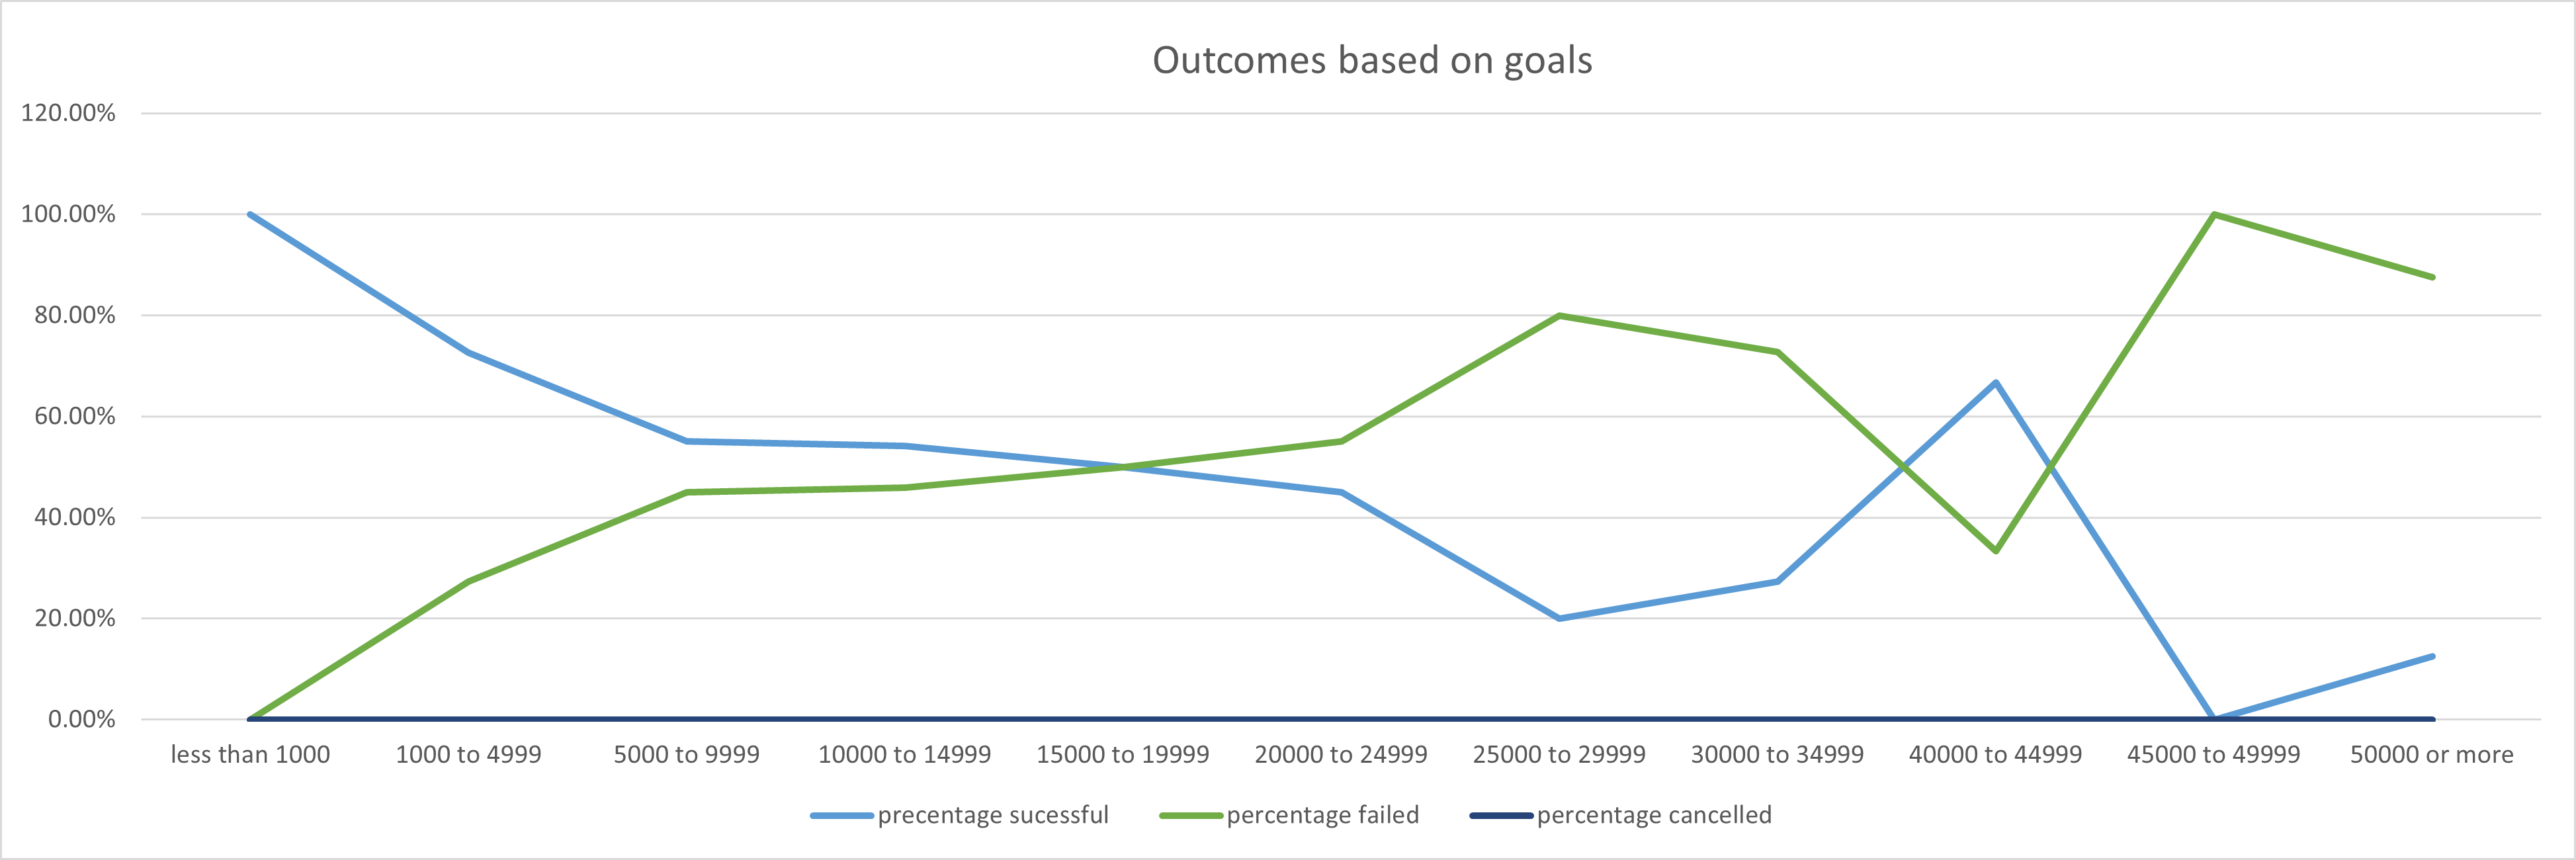 Outcomes based on goals
120.00%
100.00%
80.00%
60.00%
40.00%
20.00%
0.00%
less than 1000 1000 to 4999 5000 to 9999 10000 to 14999 15000 to 19999 20000 to 24999 25000 to 29999 30000 to 34999 40000 to 44999 45000 to 49999 50000 or more
precentage sucessful percentage failed percentage cancelled